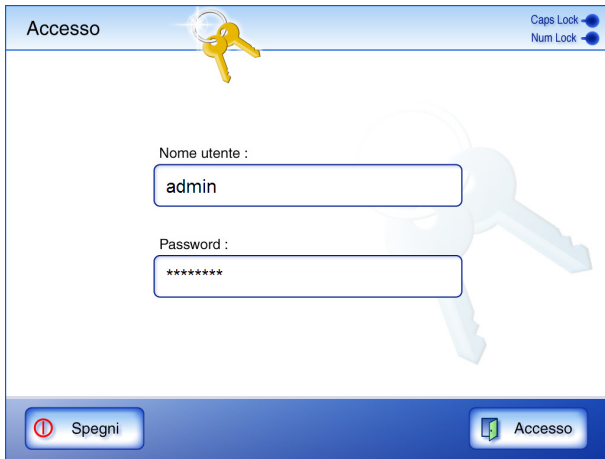 Accesso
Caps Lock
Num Lock
Nome utente :
admin
Password :
********
Spegni
Accesso